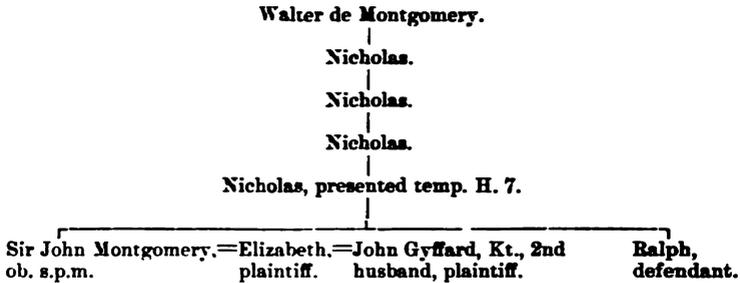 Walter de Montgomery.
Nicholas.
Nicholas.
Nicholas.
Nicholas, presented temp. H. 7.
Sir John Montgomery.=Elizabeth.=John Gyffard, Kt., 2nd Ralph,
ob. s.p.m. plaintiff. husband, plaintiff. defendant.